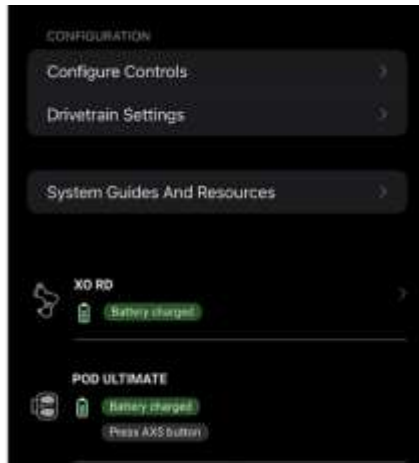 CONFIGURATION
Configure Controls
Drivetrain Settings
System Guides And Resources
XO RD
Battery charged
POD ULTIMATE
Battery charged
Press AXS button